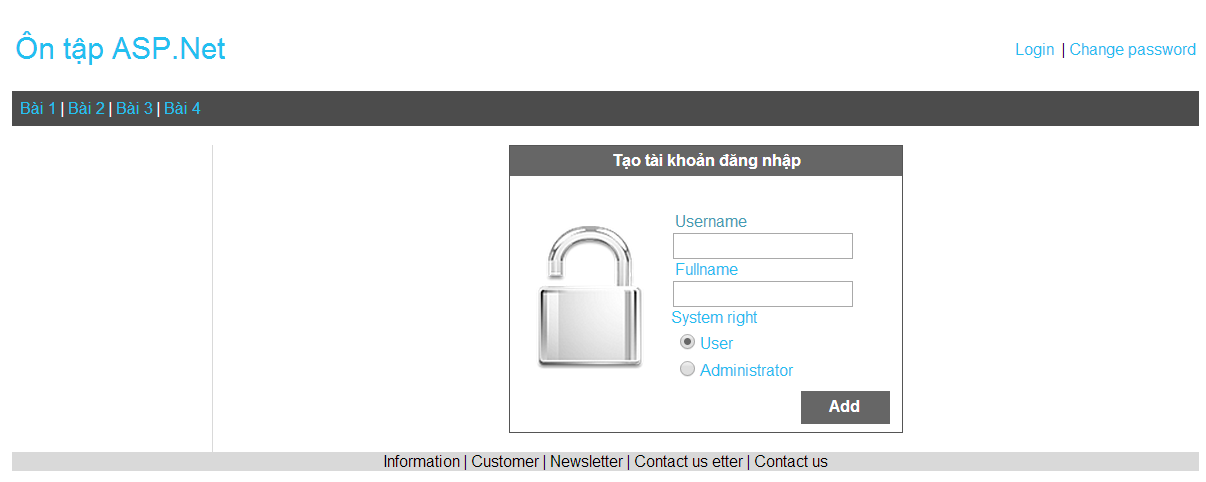 Ôn tập ASP.Net
Login | Change password
Bài 1 | Bài 2 | Bài 3 | Bài 4
Tạo tài khoản đăng nhập
Username
Fullname
System right
User
Administrator
Add
Information | Customer | Newsletter | Contact us etter | Contact us